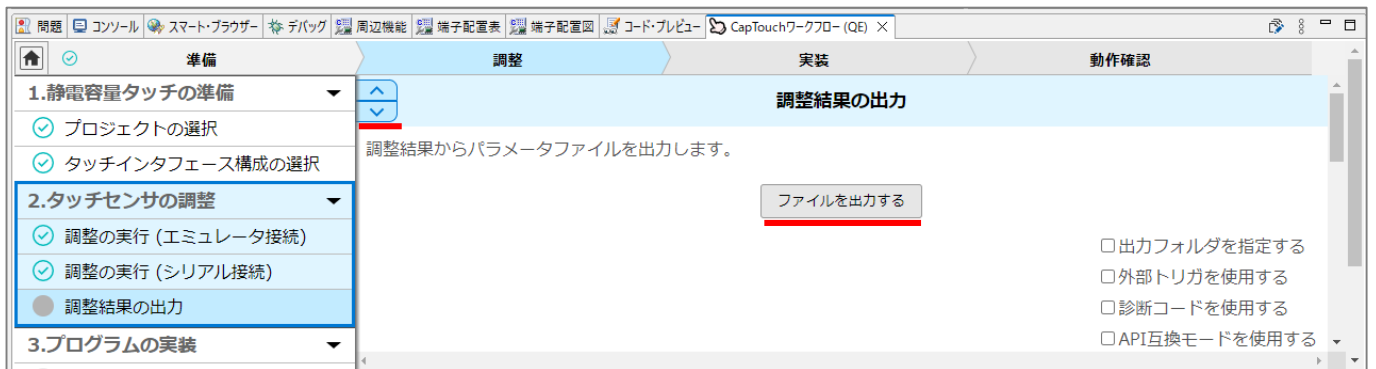 問題 コンソール スマート・ブラウザー デバッグ 周辺機能 端子配置表 端子配置図 コード・プレビュー CapTouchワークフロー (QE)
準備 調整 実装 動作確認
1.静電容量タッチの準備
プロジェクトの選択
タッチインタフェース構成の選択
2.タッチセンサの調整
調整の実行 (エミュレータ接続)
調整の実行 (シリアル接続)
調整結果の出力
3.プログラムの実装
調整結果の出力
調整結果からパラメータファイルを出力します。
ファイルを出力する
出力フォルダを指定する
外部トリガを使用する
診断コードを使用する
API互換モードを使用する